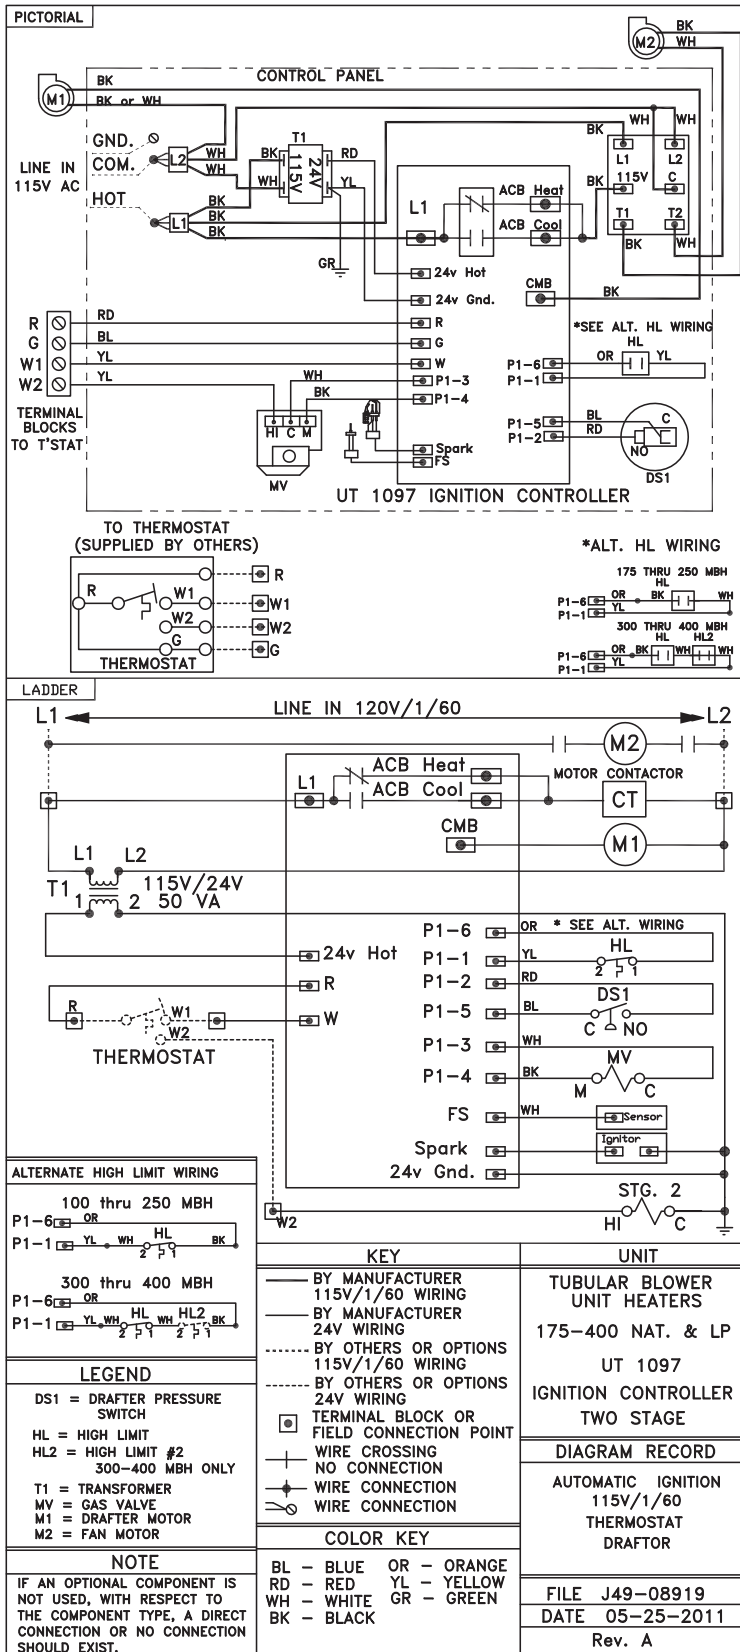 PICTORIAL
BK
M2
WH
CONTROL PANEL
BK
M1
BK or WH
GND.
COM.
LINE IN
115V AC
HOT
L2
WH
WH
T1
BK
115V
24V
RD
WH
YL
L1
BK
BK
BK
GR
L1
ACB Heat
ACB Cool
BK
WH
WH
BK
L1
L2
115V
C
T1
T2
BK
WH
24v Hot
24v Gnd.
CMB
BK
R
RD
R
G
BL
G
W1
YL
W
W2
YL
WH
P1-3
BK
P1-4
TERMINAL
BLOCKS
TO T'STAT
HI C M
MV
Spark
FS
*SEE ALT. HL WIRING
HL
P1-6
OR
YL
P1-1
P1-5
BL
C
P1-2
RD
NO
DS1
UT 1097 IGNITION CONTROLLER
TO THERMOSTAT
(SUPPLIED BY OTHERS)
R
R
W1
W1
W2
W2
G
G
THERMOSTAT
*ALT. HL WIRING
175 THRU 250 MBH
HL
P1-6
OR
BK
WH
P1-1
YL
300 THRU 400 MBH
HL
HL2
P1-6
OR
BK
WH
WH
P1-1
YL
LADDER
L1
LINE IN 120V/1/60
L2
M2
L1
ACB Heat
ACB Cool
MOTOR CONTACTOR
CT
CMB
M1
L1
L2
T1
1
2
115V/24V
50 VA
24v Hot
R
R
W1
W2
W
THERMOSTAT
P1-6
OR
* SEE ALT. WIRING
P1-1
YL
HL
2
1
P1-2
RD
P1-5
BL
DS1
C
NO
P1-3
WH
P1-4
BK
MV
M
C
FS
WH
Sensor
Spark
Ignitor
24v Gnd.
W2
STG. 2
HI
C
ALTERNATE HIGH LIMIT WIRING
100 thru 250 MBH
P1-6
OR
P1-1
YL
WH
HL
2
1
BK
300 thru 400 MBH
P1-6
OR
P1-1
YL
WH
HL
2
1
WH
HL2
2
1
BK
LEGEND
DS1 = DRAFTER PRESSURE
SWITCH
HL = HIGH LIMIT
HL2 = HIGH LIMIT #2
300-400 MBH ONLY
T1 = TRANSFORMER
MV = GAS VALVE
M1 = DRAFTER MOTOR
M2 = FAN MOTOR
NOTE
IF AN OPTIONAL COMPONENT IS
NOT USED, WITH RESPECT TO
THE COMPONENT TYPE, A DIRECT
CONNECTION OR NO CONNECTION
SHOULD EXIST.
KEY
BY MANUFACTURER
115V/1/60 WIRING
BY MANUFACTURER
24V WIRING
BY OTHERS OR OPTIONS
115V/1/60 WIRING
BY OTHERS OR OPTIONS
24V WIRING
TERMINAL BLOCK OR
FIELD CONNECTION POINT
WIRE CROSSING
NO CONNECTION
WIRE CONNECTION
WIRE CONNECTION
COLOR KEY
BL - BLUE OR - ORANGE
RD - RED YL - YELLOW
WH - WHITE GR - GREEN
BK - BLACK
UNIT
TUBULAR BLOWER
UNIT HEATERS
175-400 NAT. & LP
UT 1097
IGNITION CONTROLLER
TWO STAGE
DIAGRAM RECORD
AUTOMATIC IGNITION
115V/1/60
THERMOSTAT
DRAFTOR
FILE J49-08919
DATE 05-25-2011
Rev. A